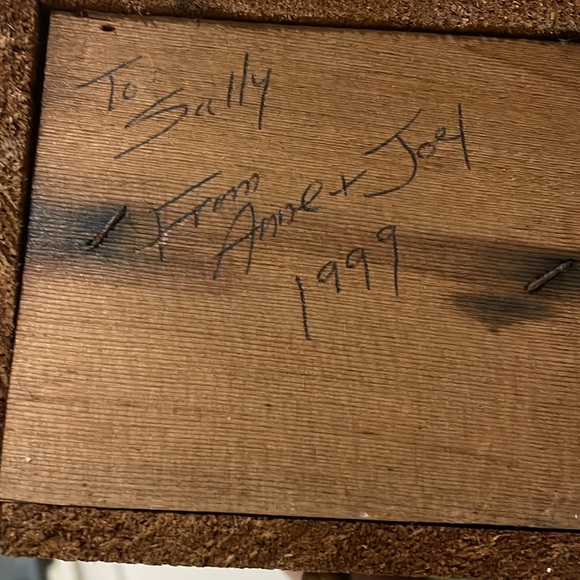 To
Sally
From
Anne + Joel
1999